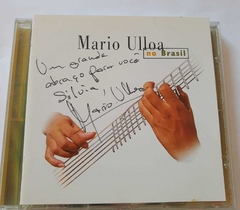 Mario Ulloa
no Brasil
Um grande
abraço para você
Silvia,
Mario Ulloa